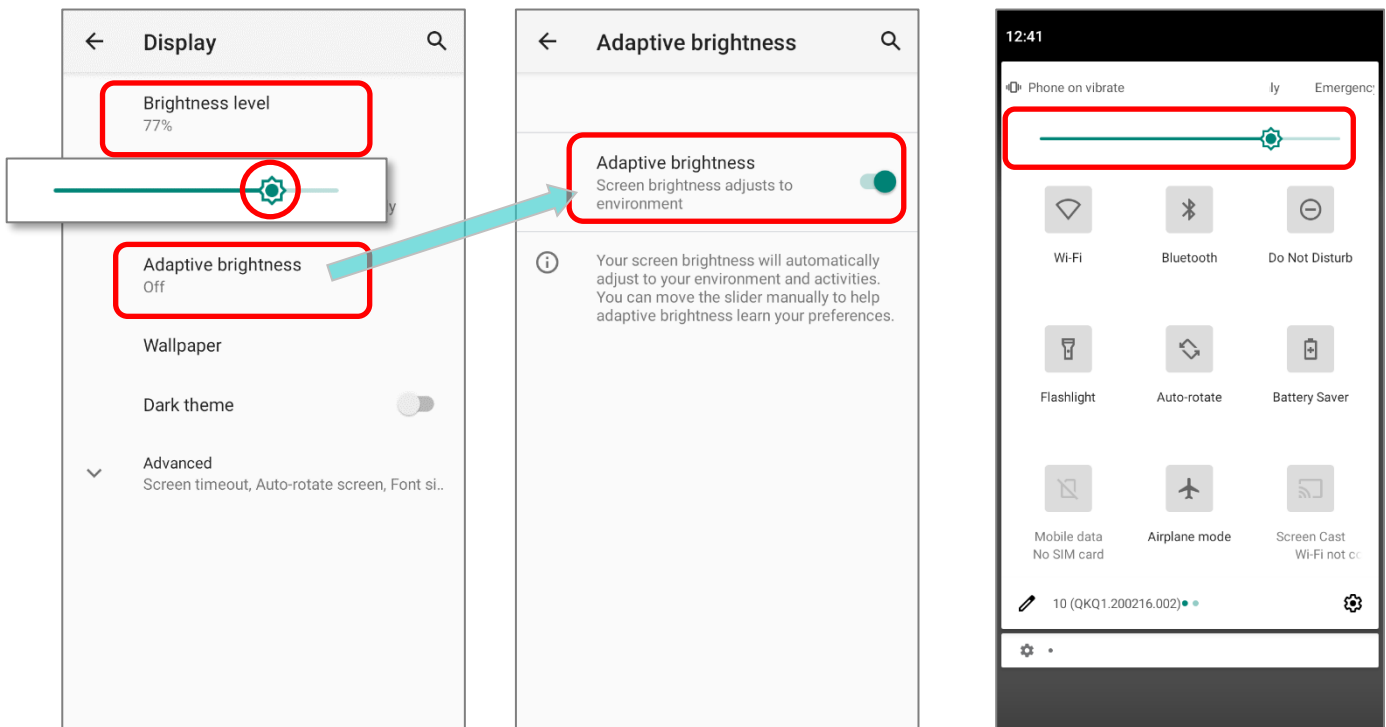 Display
Brightness level
77%
y
Adaptive brightness
Off
Wallpaper
Dark theme
Advanced
Screen timeout, Auto-rotate screen, Font si..
Adaptive brightness
Adaptive brightness
Screen brightness adjusts to
environment
Your screen brightness will automatically
adjust to your environment and activities.
You can move the slider manually to help
adaptive brightness learn your preferences.
12:41
Phone on vibrate
ly
Emergenc
Wi-Fi
Bluetooth
Do Not Disturb
Flashlight
Auto-rotate
Battery Saver
Mobile data
No SIM card
Airplane mode
Screen Cast
Wi-Fi not co
10 (QKQ1.200216.002)